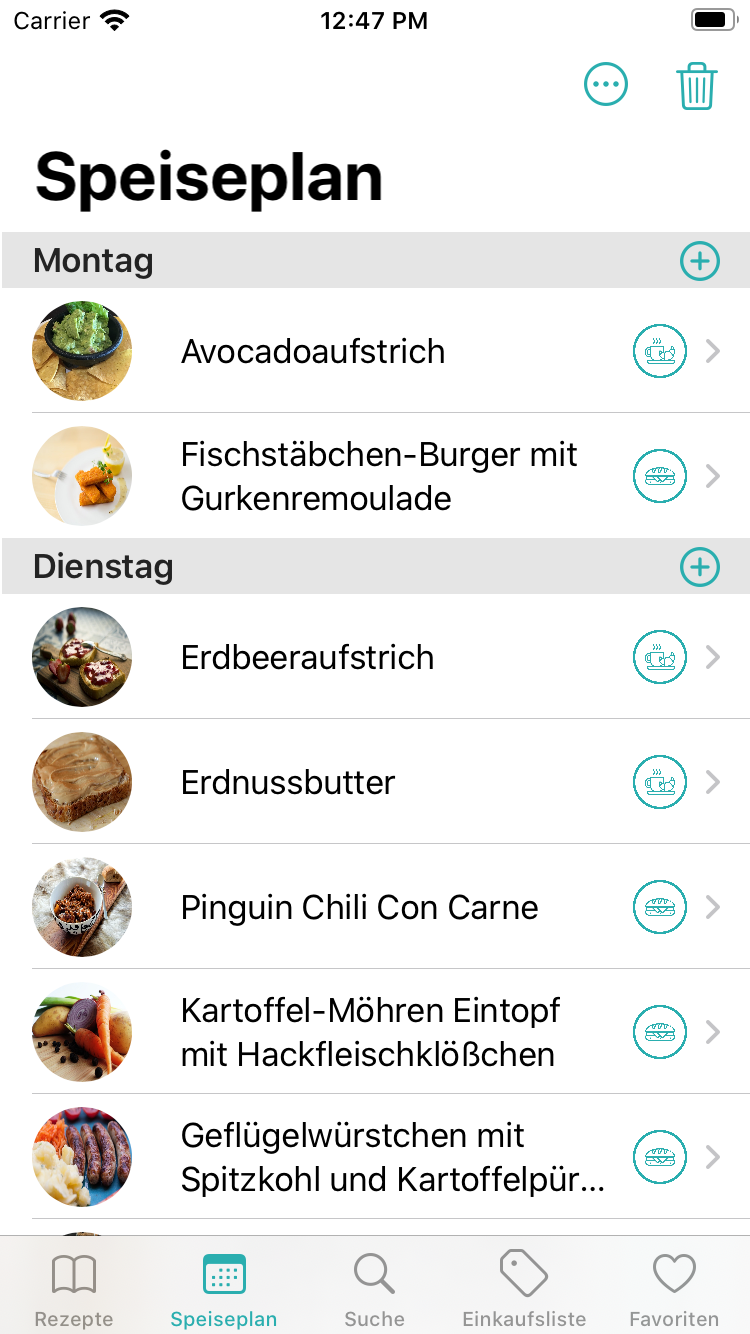 Carrier
12:47 PM
Speiseplan
Montag
Avocadoaufstrich
Fischstäbchen-Burger mit
Gurkenremoulade
Dienstag
Erdbeeraufstrich
Erdnussbutter
Pinguin Chili Con Carne
Kartoffel-Möhren Eintopf
mit Hackfleischklößchen
Geflügelwürstchen mit
Spitzkohl und Kartoffelpür...
Rezepte
Speiseplan
Suche
Einkaufsliste
Favoriten